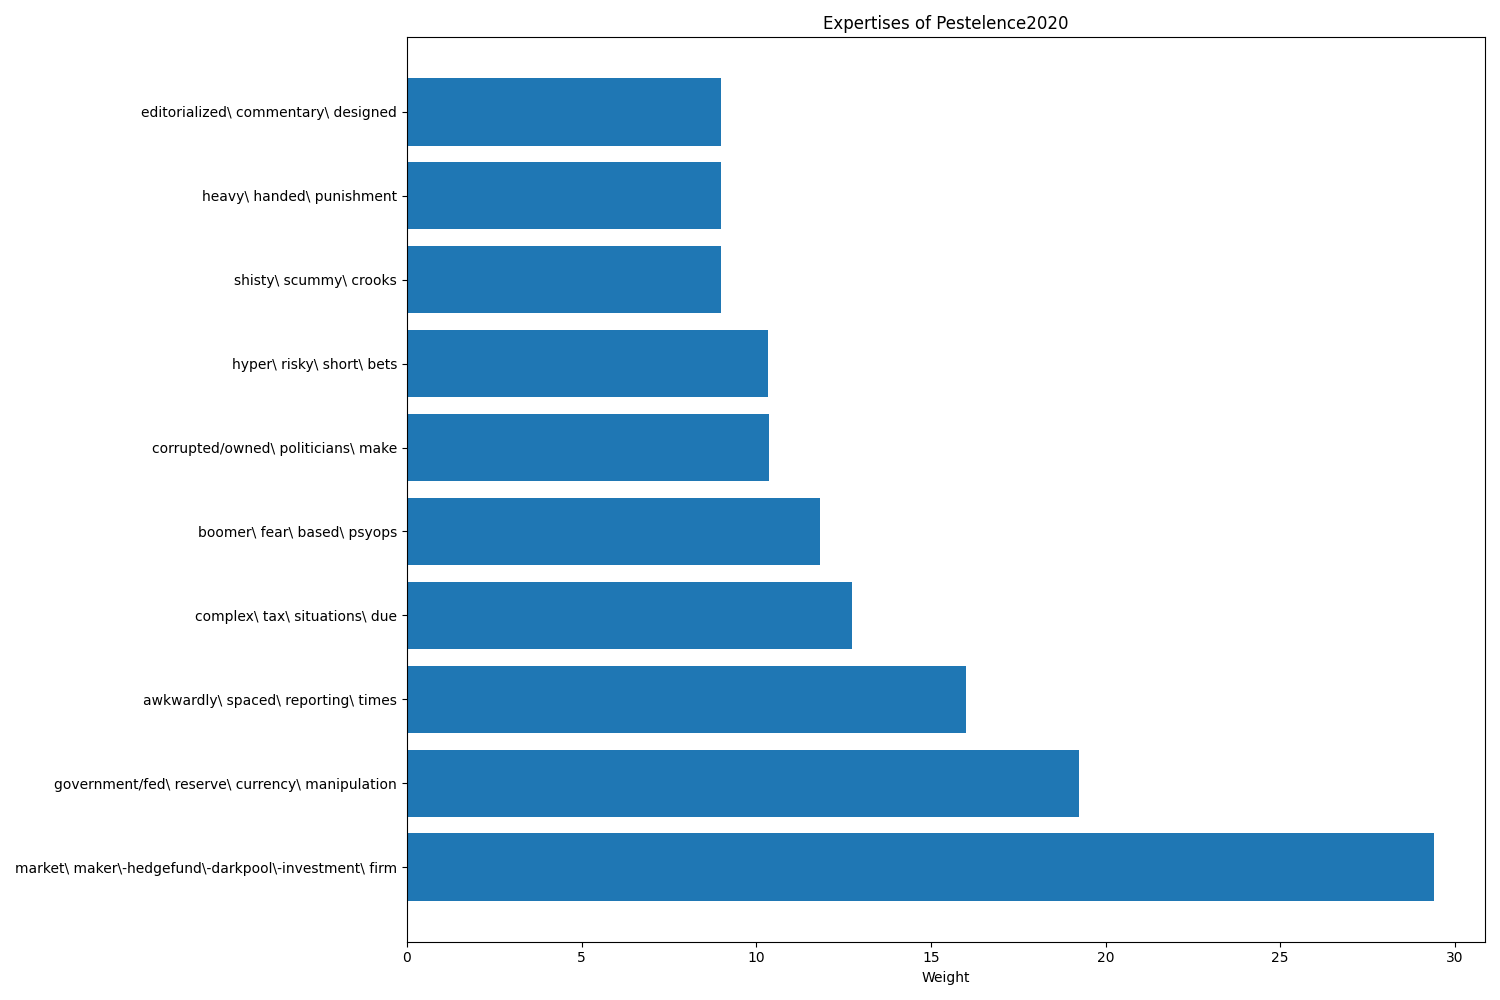 Expertises of Pestelence2020
editorialized\ commentary\ designed
heavy\ handed\ punishment
shisty\ scummy\ crooks
hyper\ risky\ short\ bets
corrupted/owned\ politicians\ make
boomer\ fear\ based\ psyops
complex\ tax\ situations\ due
awkwardly\ spaced\ reporting\ times
government/fed\ reserve\ currency\ manipulation
market\ maker\-hedgefund\-darkpool\-investment\ firm
0 5 10 15 20 25 30
Weight